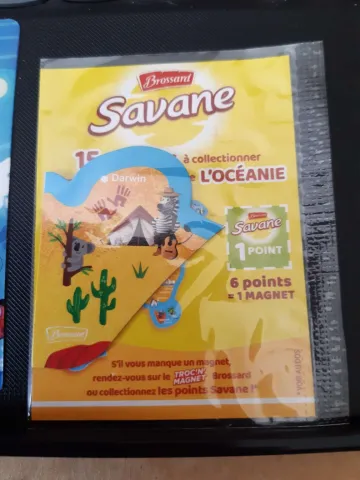 Brossard
Savane
15
à collectionner
L'OCÉANIE
Darwin
Brossard
Savane
1 POINT
6 points
= 1 MAGNET
Brossard
S'il vous manque un magnet,
rendez-vous sur le TROC'N' MAGNET Brossard
ou collectionnez les points Savane !*